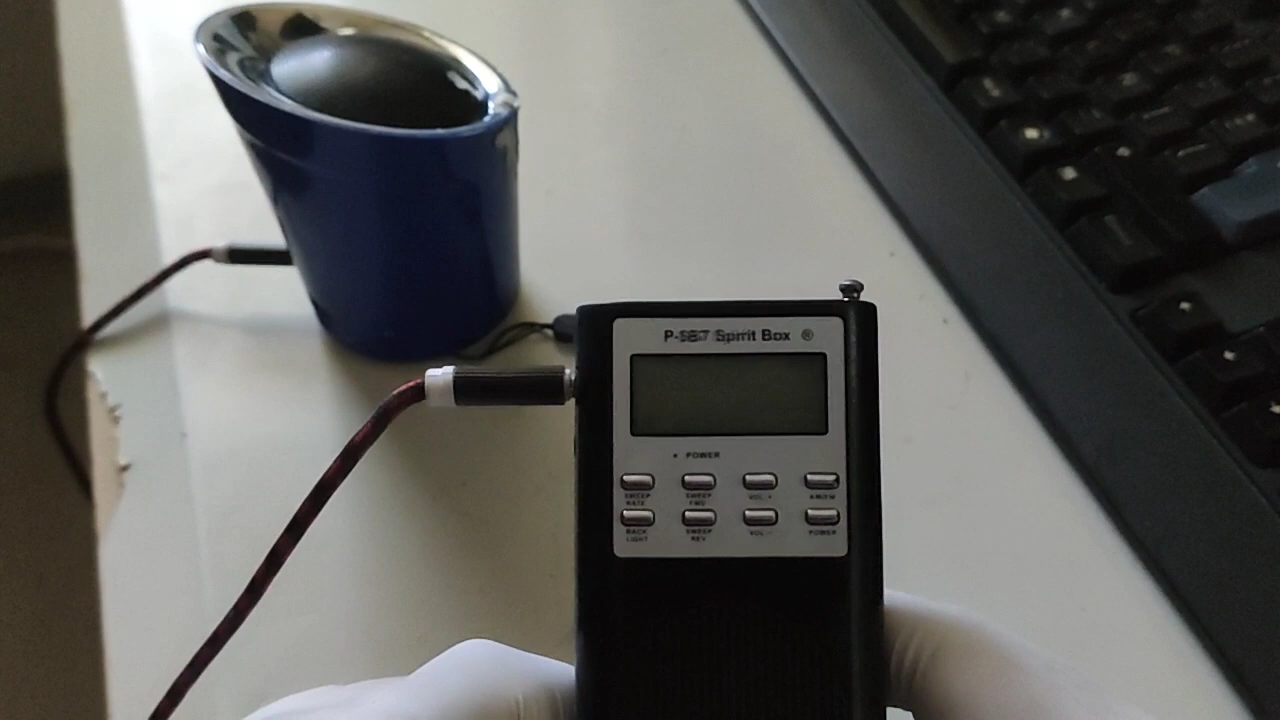 P-SB7 Spirit Box ®
POWER
SWEEP RATE
SWEEP FWD
VOL +
AM/FM
BACK LIGHT
SWEEP REV
VOL -
POWER